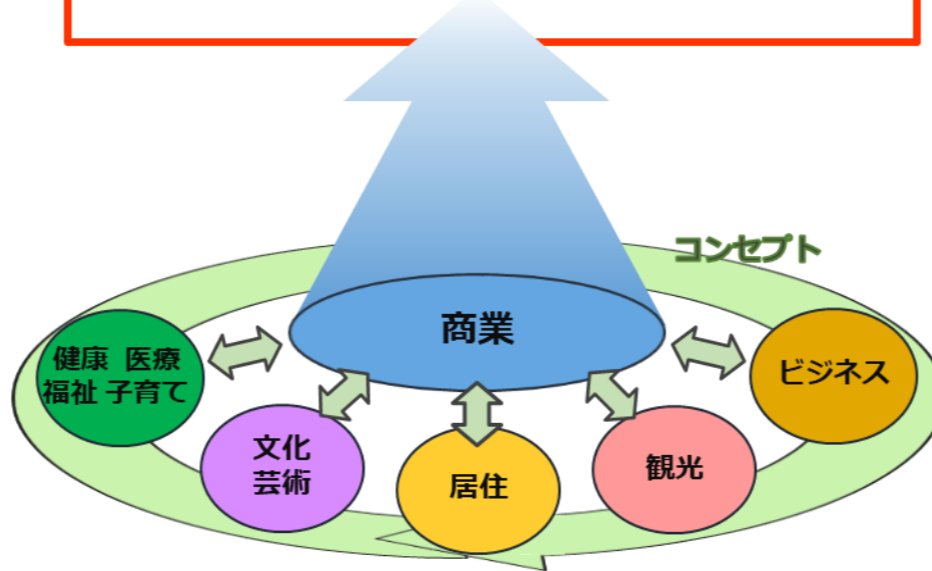 コンセプト
商業
健康 医療
福祉 子育て
文化
芸術
居住
観光
ビジネス